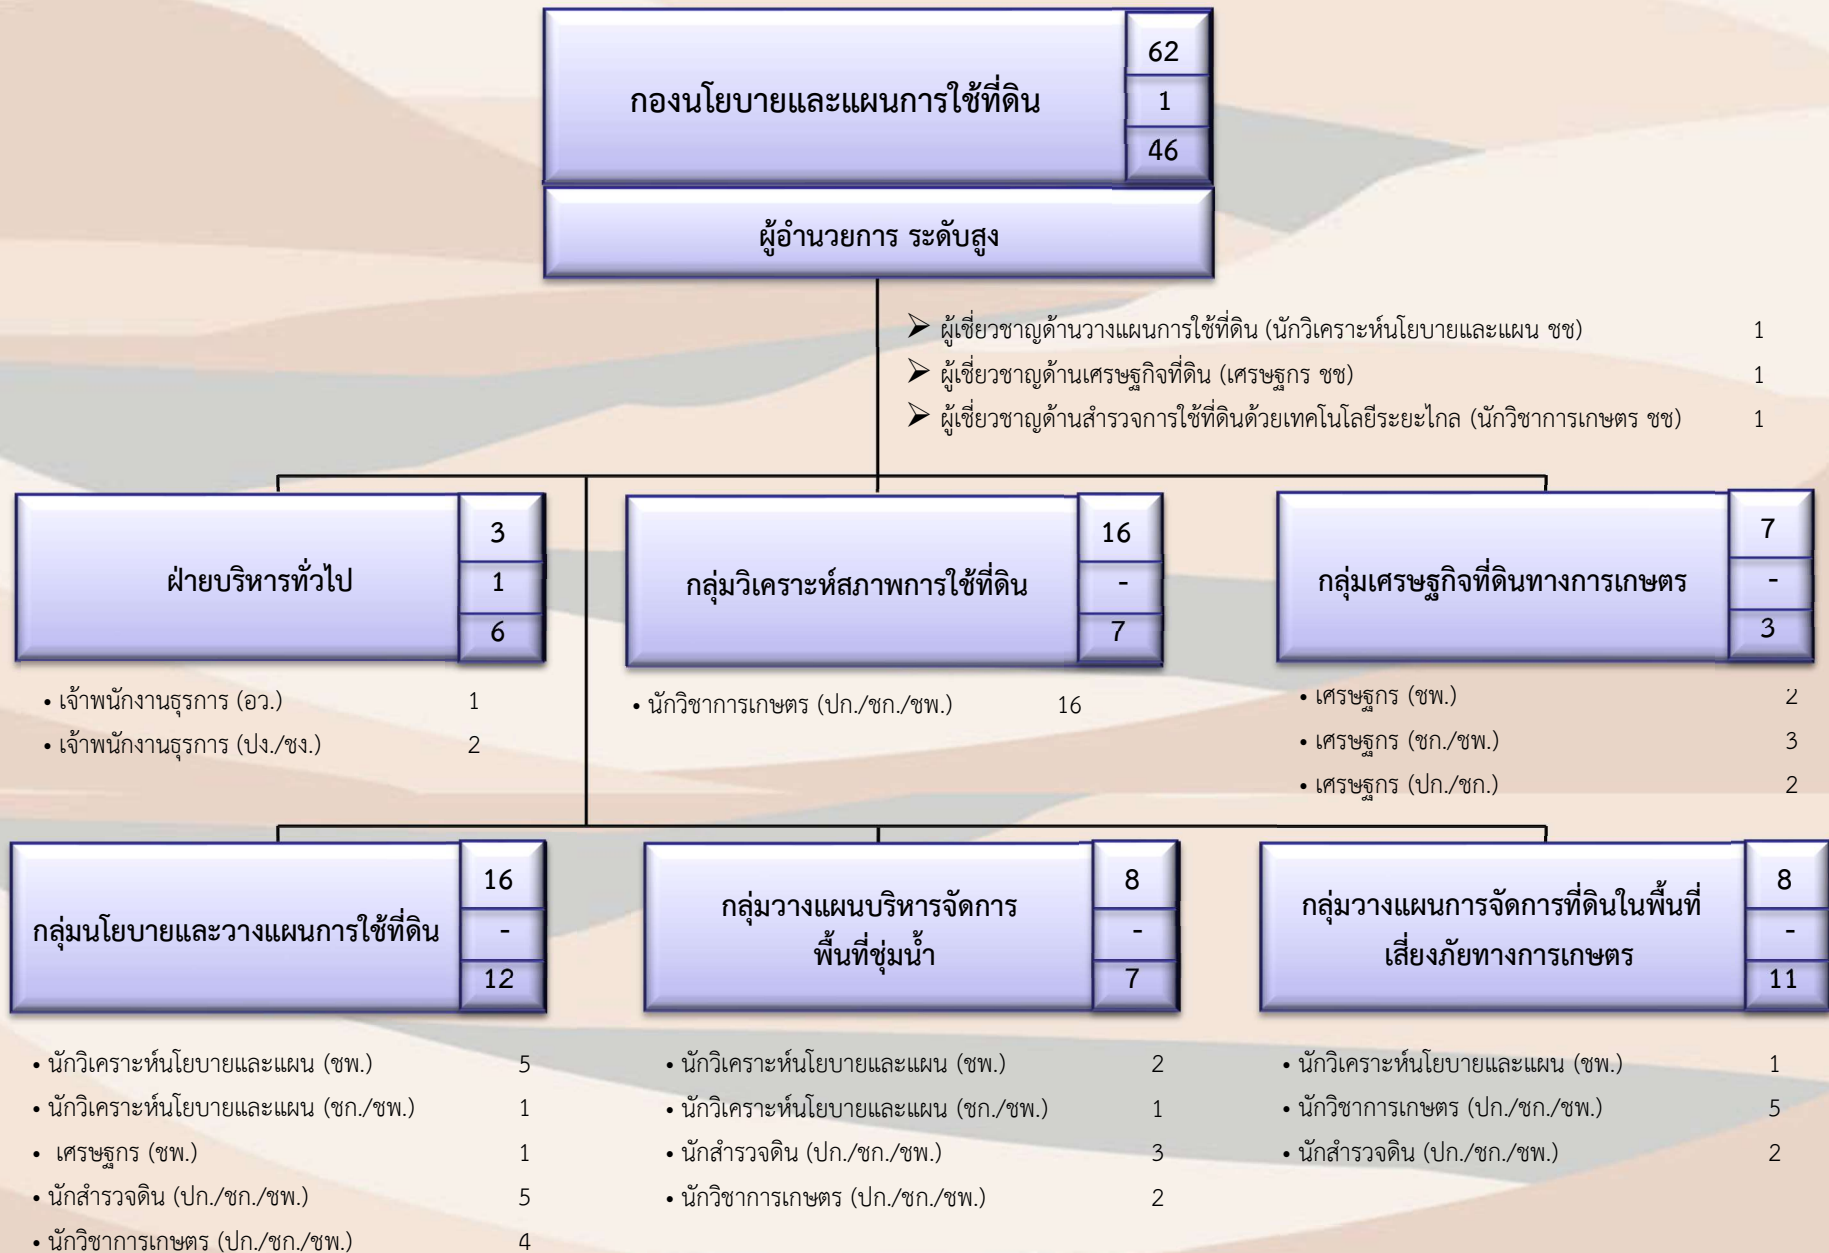 กองนโยบายและแผนการใช้ที่ดิน
62
1
46
ผู้อำนวยการ ระดับสูง
➢ ผู้เชี่ยวชาญด้านวางแผนการใช้ที่ดิน (นักวิเคราะห์นโยบายและแผน ชช) 1
➢ ผู้เชี่ยวชาญด้านเศรษฐกิจที่ดิน (เศรษฐกร ชช) 1
➢ ผู้เชี่ยวชาญด้านสำรวจการใช้ที่ดินด้วยเทคโนโลยีระยะไกล (นักวิชาการเกษตร ชช) 1
ฝ่ายบริหารทั่วไป
3
1
6
• เจ้าพนักงานธุรการ (อว.) 1
• เจ้าพนักงานธุรการ (ปง./ชง.) 2
กลุ่มวิเคราะห์สภาพการใช้ที่ดิน
16
-
7
• นักวิชาการเกษตร (ปก./ชก./ชพ.) 16
กลุ่มเศรษฐกิจที่ดินทางการเกษตร
7
-
3
• เศรษฐกร (ชพ.) 2
• เศรษฐกร (ชก./ชพ.) 3
• เศรษฐกร (ปก./ชก.) 2
กลุ่มนโยบายและวางแผนการใช้ที่ดิน
16
-
12
• นักวิเคราะห์นโยบายและแผน (ชพ.) 5
• นักวิเคราะห์นโยบายและแผน (ชก./ชพ.) 1
• เศรษฐกร (ชพ.) 1
• นักสำรวจดิน (ปก./ชก./ชพ.) 5
• นักวิชาการเกษตร (ปก./ชก./ชพ.) 4
กลุ่มวางแผนบริหารจัดการ
พื้นที่ชุ่มน้ำ
8
-
7
• นักวิเคราะห์นโยบายและแผน (ชพ.) 2
• นักวิเคราะห์นโยบายและแผน (ชก./ชพ.) 1
• นักสำรวจดิน (ปก./ชก./ชพ.) 3
• นักวิชาการเกษตร (ปก./ชก./ชพ.) 2
กลุ่มวางแผนการจัดการที่ดินในพื้นที่
เสี่ยงภัยทางการเกษตร
8
-
11
• นักวิเคราะห์นโยบายและแผน (ชพ.) 1
• นักวิชาการเกษตร (ปก./ชก./ชพ.) 5
• นักสำรวจดิน (ปก./ชก./ชพ.) 2